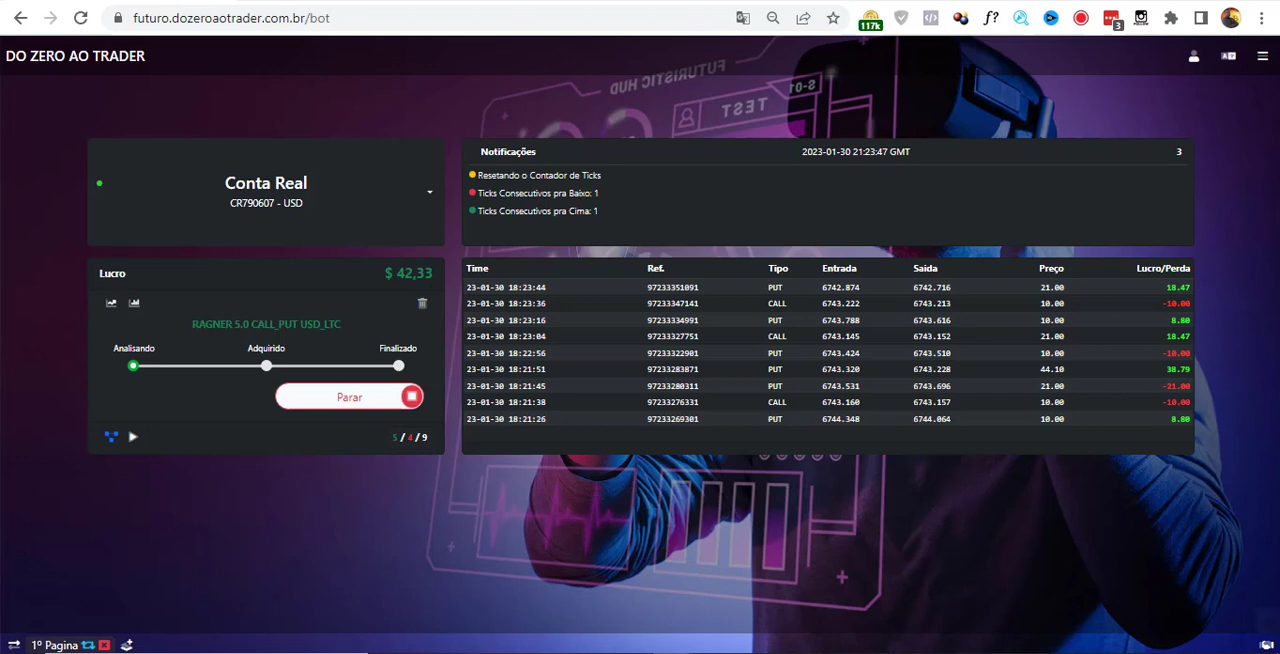 futuro.dozeroaotrader.com.br/bot
117k
f?
3
DO ZERO AO TRADER
FUTURISTIC HUD
S-01
TEST
Conta Real
CR790607 - USD
Notificações 2023-01-30 21:23:47 GMT 3
Resetando o Contador de Ticks
Ticks Consecutivos pra Baixo: 1
Ticks Consecutivos pra Cima: 1
Lucro $ 42,33
RAGNER 5.0 CALL_PUT USD_LTC
Analisando Adquirido Finalizado
Parar
5 / 4 / 9
Time Ref. Tipo Entrada Saida Preço Lucro/Perda
23-01-30 18:23:44 97233351091 PUT 6742.874 6742.716 21.00 18.47
23-01-30 18:23:36 97233347141 CALL 6743.222 6743.213 10.00 -10.00
23-01-30 18:23:16 97233334991 PUT 6743.788 6743.616 10.00 8.80
23-01-30 18:23:04 97233327751 CALL 6743.145 6743.152 21.00 18.47
23-01-30 18:22:56 97233322901 PUT 6743.424 6743.510 10.00 -10.00
23-01-30 18:21:51 97233283871 PUT 6743.320 6743.228 44.10 38.79
23-01-30 18:21:45 97233280311 PUT 6743.531 6743.696 21.00 -21.00
23-01-30 18:21:38 97233276331 CALL 6743.160 6743.157 10.00 -10.00
23-01-30 18:21:26 97233269301 PUT 6744.348 6744.064 10.00 8.80
1º Pagina